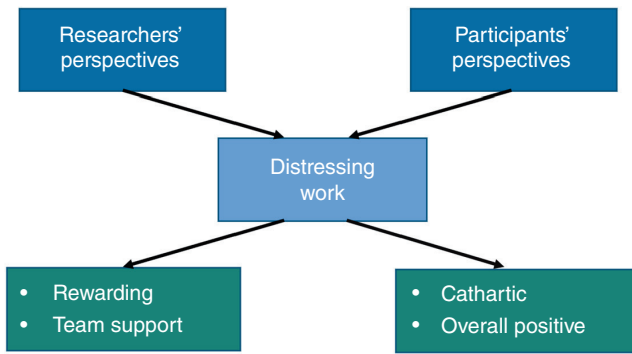 Researchers’
perspectives
Participants’
perspectives
Distressing
work
• Rewarding
• Team support
• Cathartic
• Overall positive